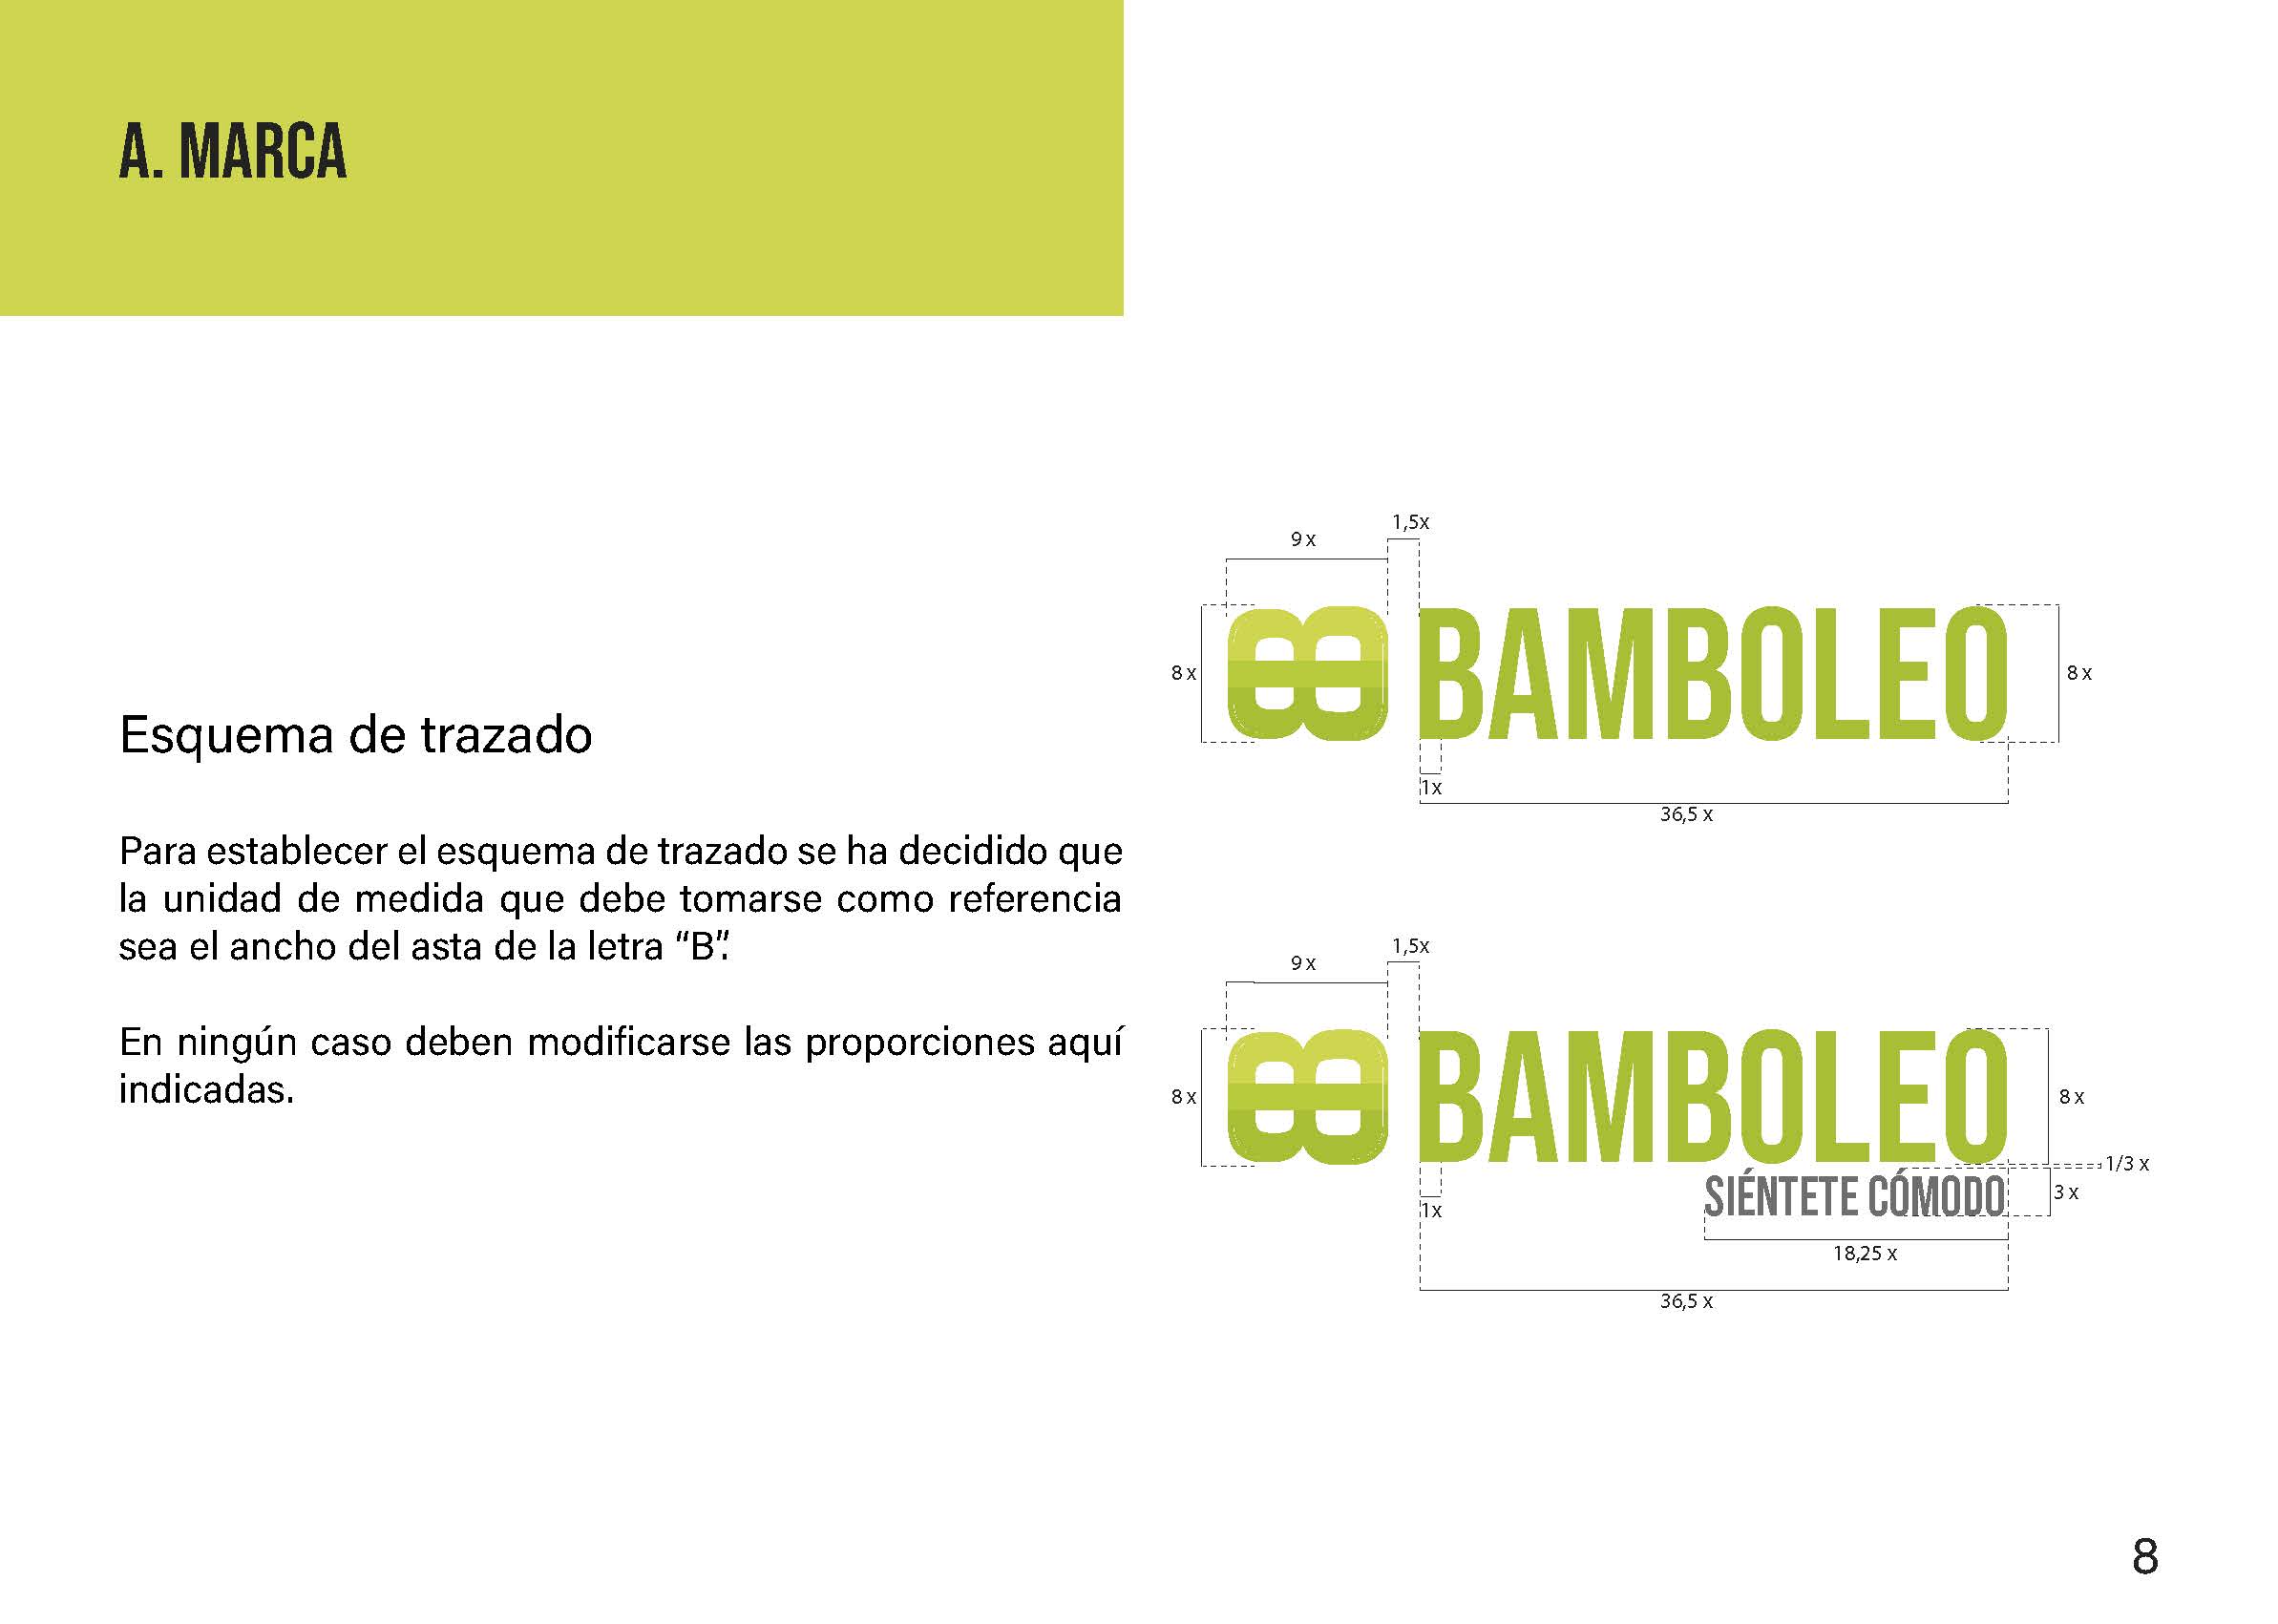 A. MARCA
Esquema de trazado
Para establecer el esquema de trazado se ha decidido que
la unidad de medida que debe tomarse como referencia
sea el ancho del asta de la letra “B”.
En ningún caso deben modificarse las proporciones aquí
indicadas.
1,5x
9 x
8 x
BAMBOLEO
8 x
1x
36,5 x
1,5x
9 x
8 x
BAMBOLEO
8 x
1/3 x
SIÉNTETE CÓMODO
3 x
1x
18,25 x
36,5 x
8